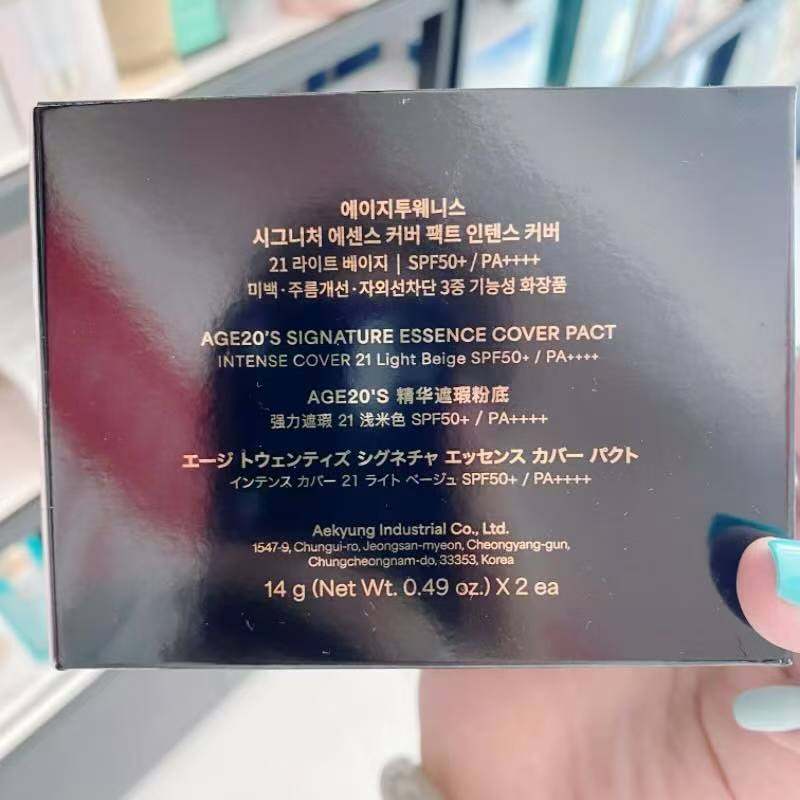 에이지투웨니스
시그니처 에센스 커버 팩트 인텐스 커버
21 라이트 베이지 | SPF50+ / PA++++
미백·주름개선·자외선차단 3중 기능성 화장품
AGE20'S SIGNATURE ESSENCE COVER PACT
INTENSE COVER 21 Light Beige SPF50+ / PA++++
AGE20'S 精华遮瑕粉底
强力遮瑕 21 浅米色 SPF50+ / PA++++
エージ トウェンティズ シグネチャ エッセンス カバー パクト
インテンス カバー 21 ライト ベージュ SPF50+ / PA++++
Aekyung Industrial Co., Ltd.
1547-9, Chungui-ro, Jeongsan-myeon, Cheongyang-gun,
Chungcheongnam-do, 33353, Korea
14 g (Net Wt. 0.49 oz.) X 2 ea